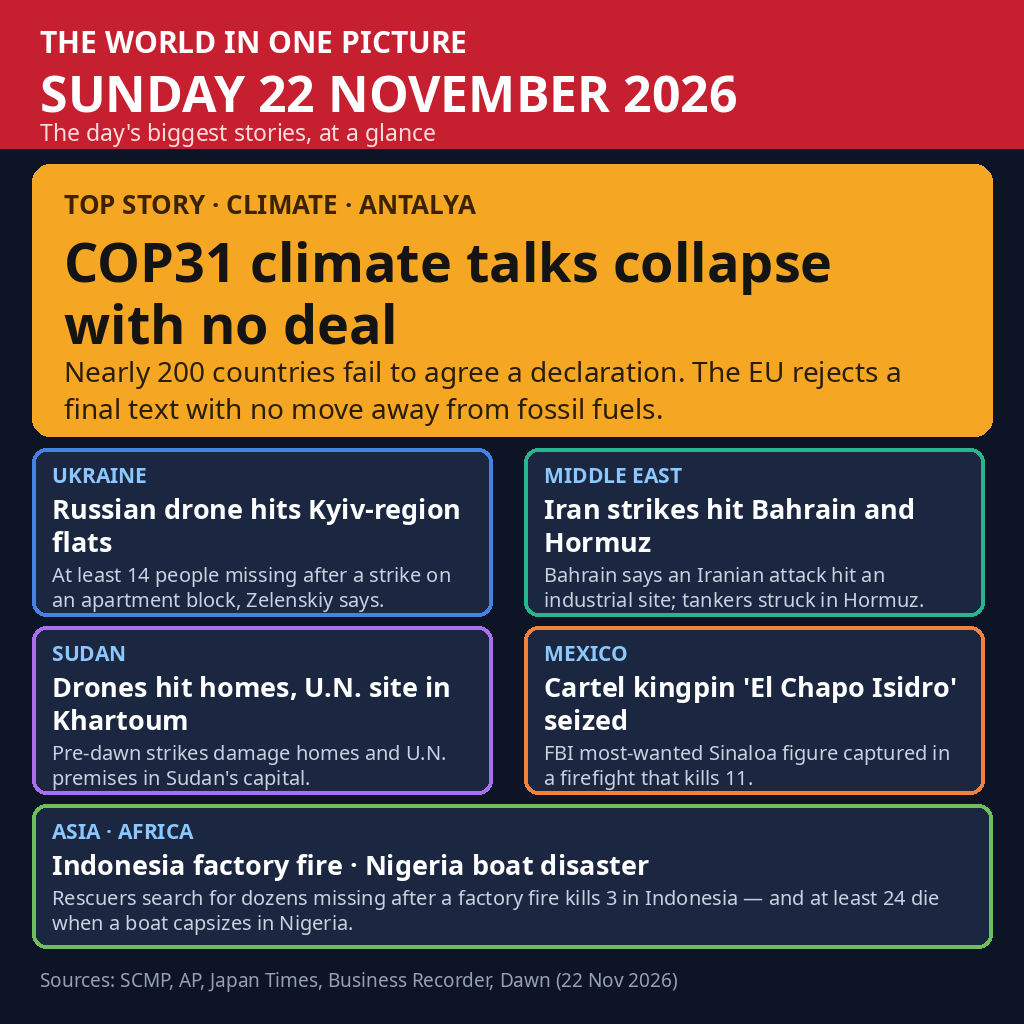 THE WORLD IN ONE PICTURE
SUNDAY 22 NOVEMBER 2026
The day's biggest stories, at a glance
TOP STORY · CLIMATE · ANTALYA
COP31 climate talks collapse
with no deal
Nearly 200 countries fail to agree a declaration. The EU rejects a
final text with no move away from fossil fuels.
UKRAINE
Russian drone hits Kyiv-region
flats
At least 14 people missing after a strike on
an apartment block, Zelenskiy says.
MIDDLE EAST
Iran strikes hit Bahrain and
Hormuz
Bahrain says an Iranian attack hit an
industrial site; tankers struck in Hormuz.
SUDAN
Drones hit homes, U.N. site in
Khartoum
Pre-dawn strikes damage homes and U.N.
premises in Sudan's capital.
MEXICO
Cartel kingpin 'El Chapo Isidro'
seized
FBI most-wanted Sinaloa figure captured in
a firefight that kills 11.
ASIA · AFRICA
Indonesia factory fire · Nigeria boat disaster
Rescuers search for dozens missing after a factory fire kills 3 in Indonesia — and at least 24 die
when a boat capsizes in Nigeria.
Sources: SCMP, AP, Japan Times, Business Recorder, Dawn (22 Nov 2026)